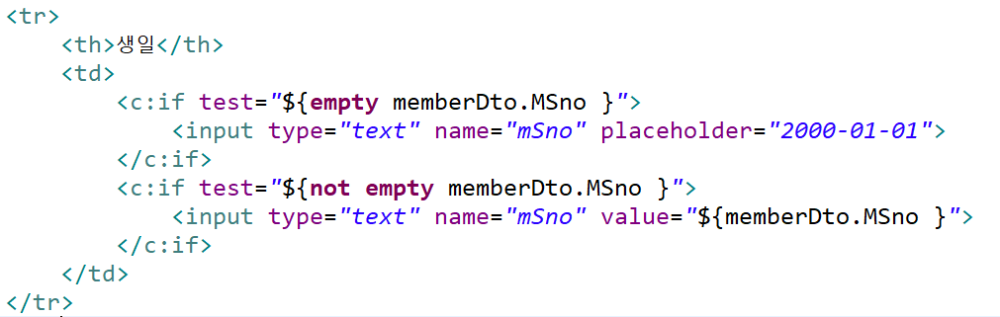 <tr>
    <th>생일</th>
    <td>
        <c:if test="${empty memberDto.MSno }">
            <input type="text" name="mSno" placeholder="2000-01-01">
        </c:if>
        <c:if test="${not empty memberDto.MSno }">
            <input type="text" name="mSno" value="${memberDto.MSno }">
        </c:if>
    </td>
</tr>